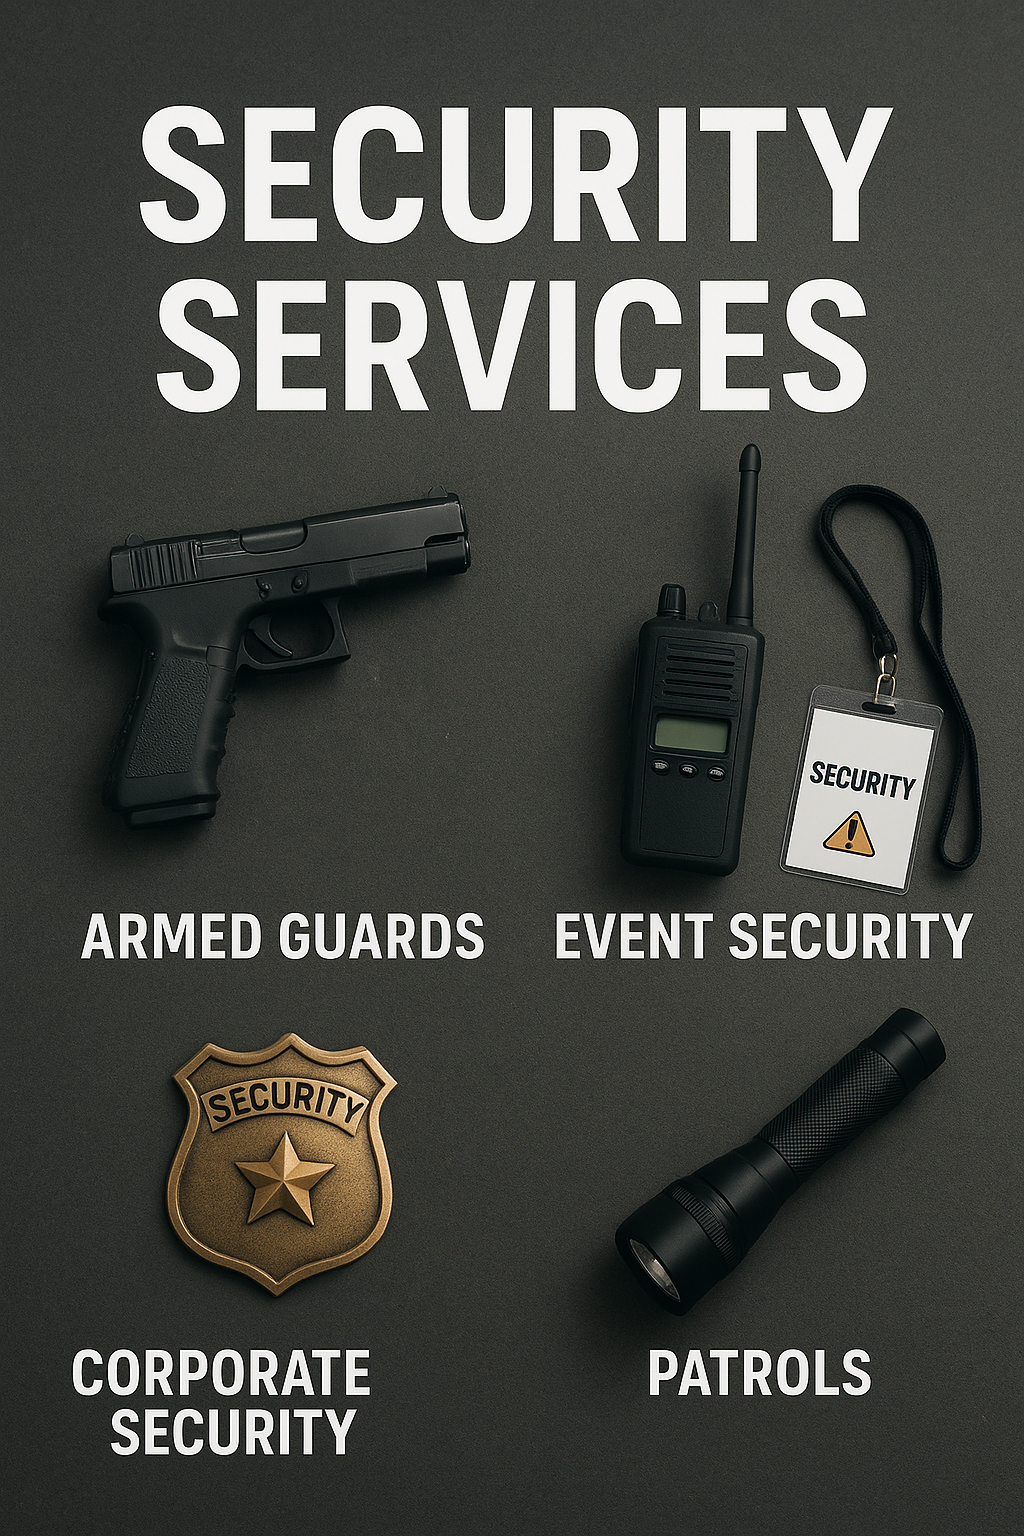 SECURITY
SERVICES
SECURITY
ARMED GUARDS
EVENT SECURITY
SECURITY
CORPORATE
SECURITY
PATROLS